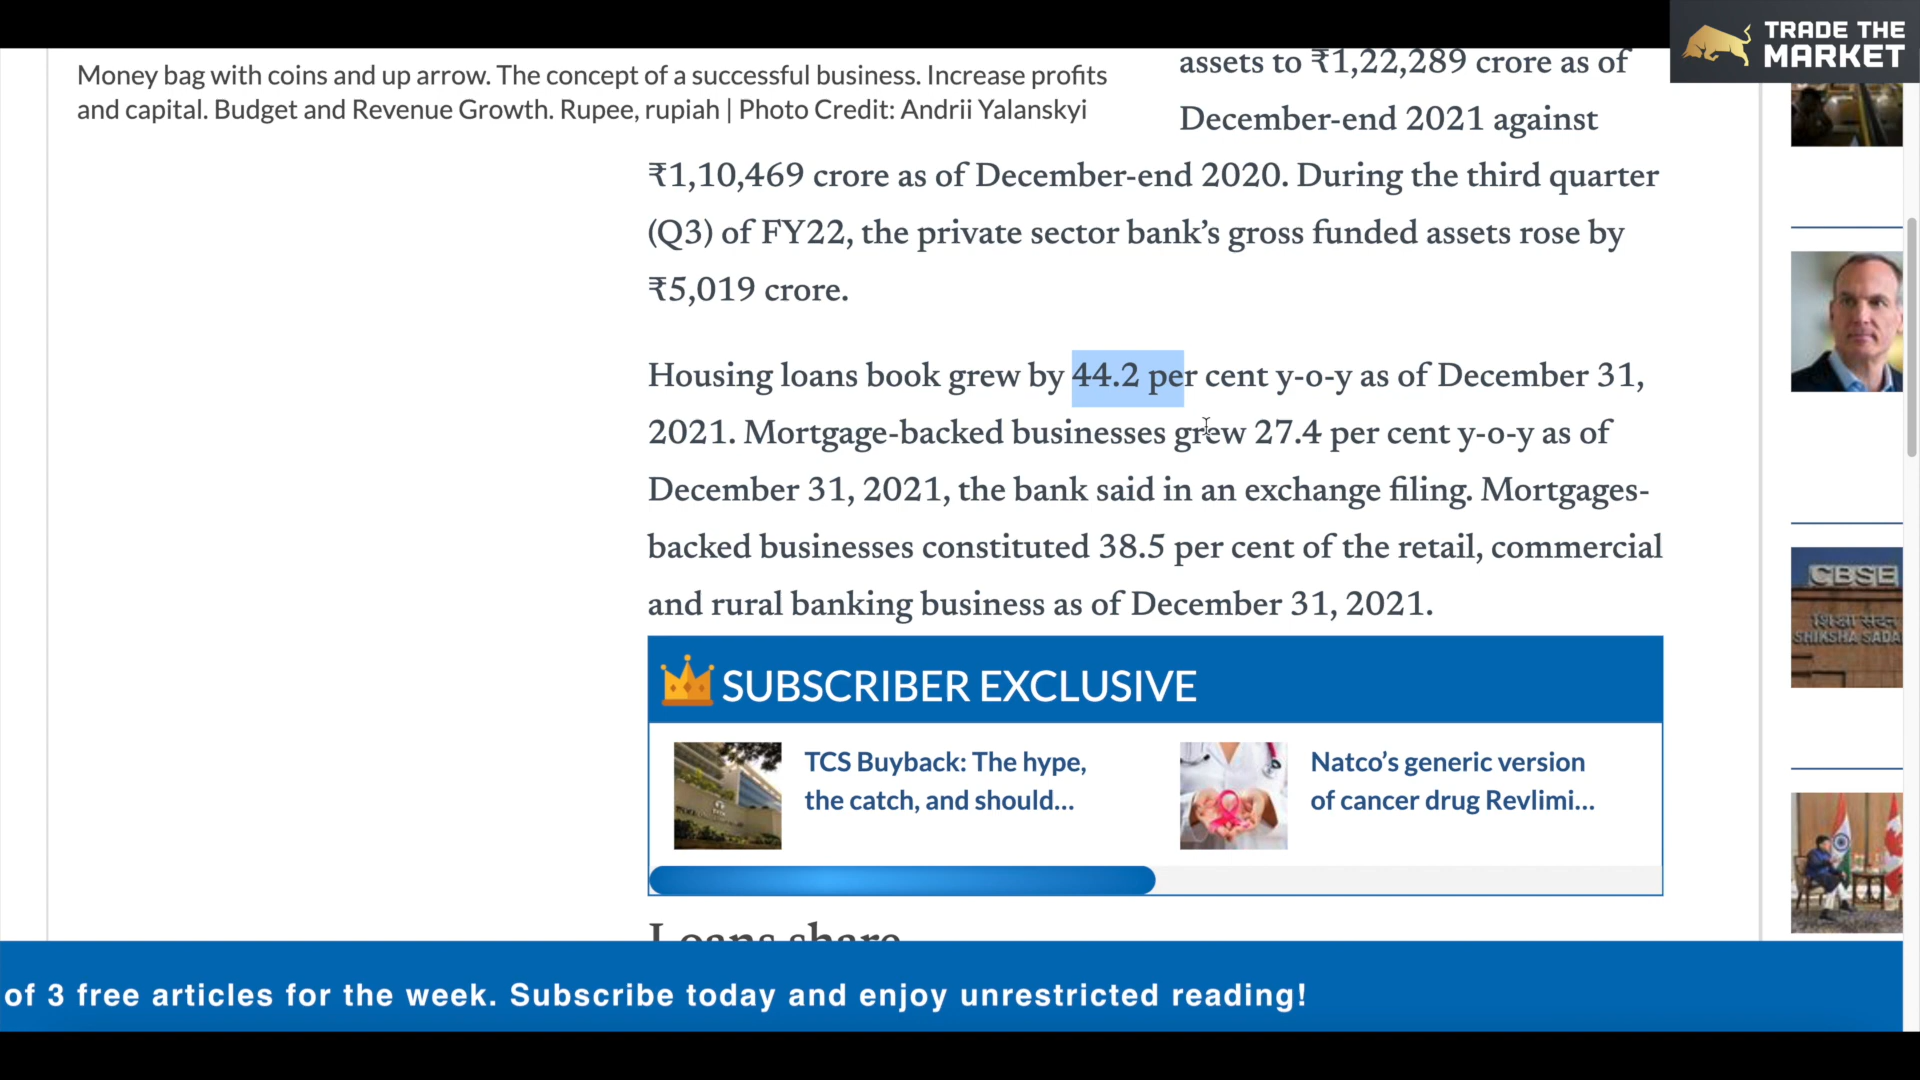 TRADE THE
MARKET
Money bag with coins and up arrow. The concept of a successful business. Increase profits
and capital. Budget and Revenue Growth. Rupee, rupiah | Photo Credit: Andrii Yalanskyi
assets to ₹1,22,289 crore as of
December-end 2021 against
₹1,10,469 crore as of December-end 2020. During the third quarter
(Q3) of FY22, the private sector bank’s gross funded assets rose by
₹5,019 crore.
Housing loans book grew by 44.2 per cent y-o-y as of December 31,
2021. Mortgage-backed businesses grew 27.4 per cent y-o-y as of
December 31, 2021, the bank said in an exchange filing. Mortgages-
backed businesses constituted 38.5 per cent of the retail, commercial
and rural banking business as of December 31, 2021.
SUBSCRIBER EXCLUSIVE
TCS Buyback: The hype,
the catch, and should...
Natco’s generic version
of cancer drug Revlimi...
Loans share
of 3 free articles for the week. Subscribe today and enjoy unrestricted reading!
CBSE
शिक्षा सदन
SHIKSHA SADA